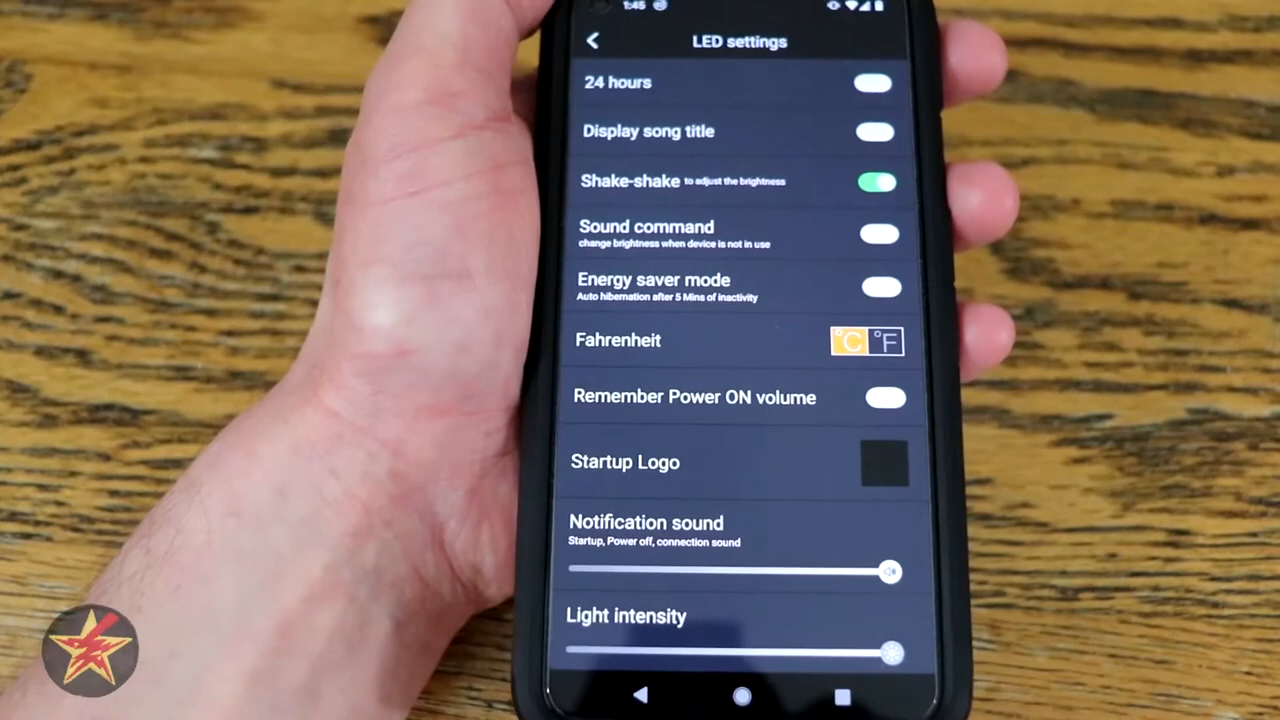 1:45
LED settings
24 hours
Display song title
Shake-shake to adjust the brightness
Sound command
change brightness when device is not in use
Energy saver mode
Auto hibernation after 5 Mins of inactivity
Fahrenheit
°C °F
Remember Power ON volume
Startup Logo
Notification sound
Startup, Power off, connection sound
Light intensity